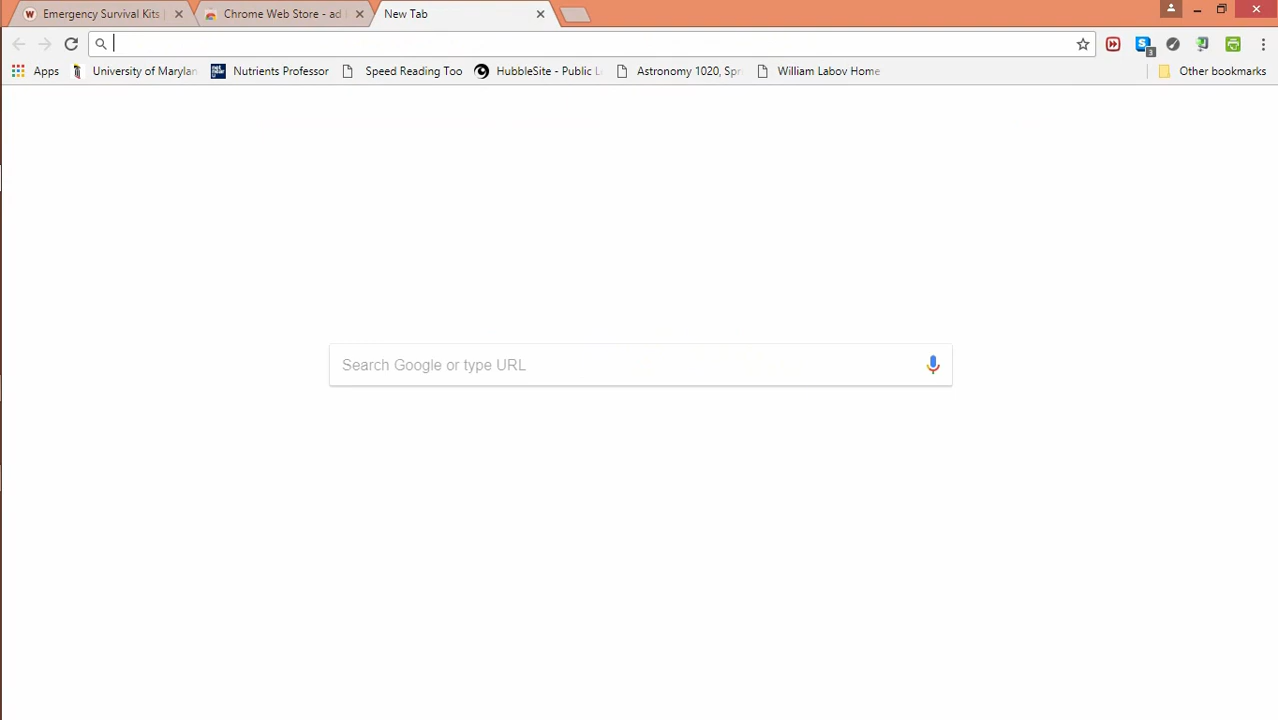 W Emergency Survival Kits Chrome Web Store - ad New Tab
3
Apps University of Marylan Nutrients Professor Speed Reading Too HubbleSite - Public L Astronomy 1020, Spr William Labov Home Other bookmarks
Search Google or type URL